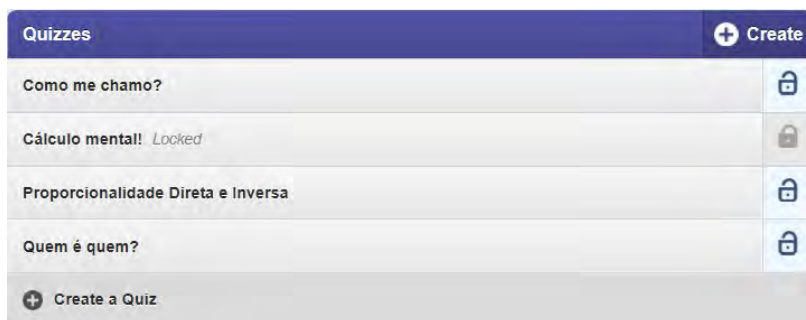 Quizzes Create
Como me chamo?
Cálculo mental! Locked
Proporcionalidade Direta e Inversa
Quem é quem?
Create a Quiz